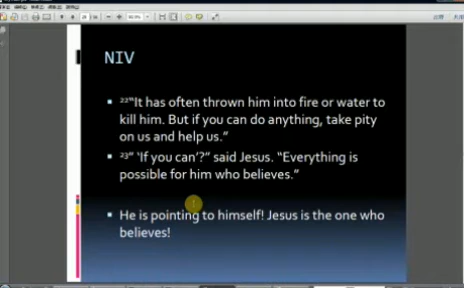 NIV
22"It has often thrown him into fire or water to
kill him. But if you can do anything, take pity
on us and help us."
23" 'If you can'?" said Jesus. "Everything is
possible for him who believes."
He is pointing to himself! Jesus is the one who
believes!